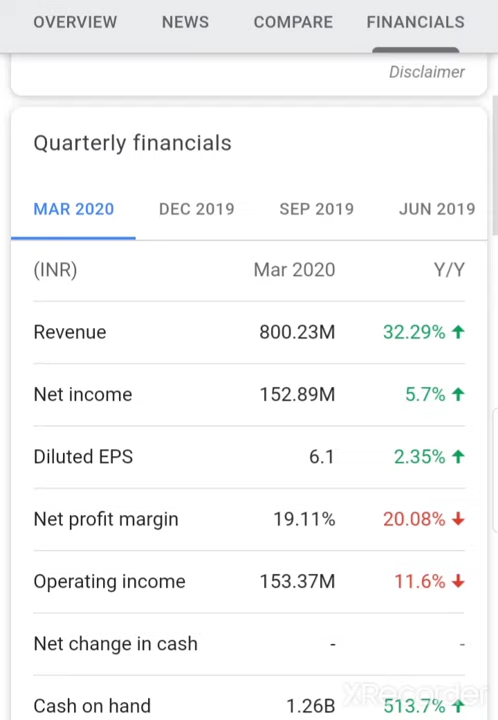 OVERVIEW NEWS COMPARE FINANCIALS
Disclaimer
Quarterly financials
MAR 2020 DEC 2019 SEP 2019 JUN 2019
(INR) Mar 2020 Y/Y
Revenue 800.23M 32.29% ↑
Net income 152.89M 5.7% ↑
Diluted EPS 6.1 2.35% ↑
Net profit margin 19.11% 20.08% ↓
Operating income 153.37M 11.6% ↓
Net change in cash - -
Cash on hand 1.26B 513.7% ↑
XRecorder